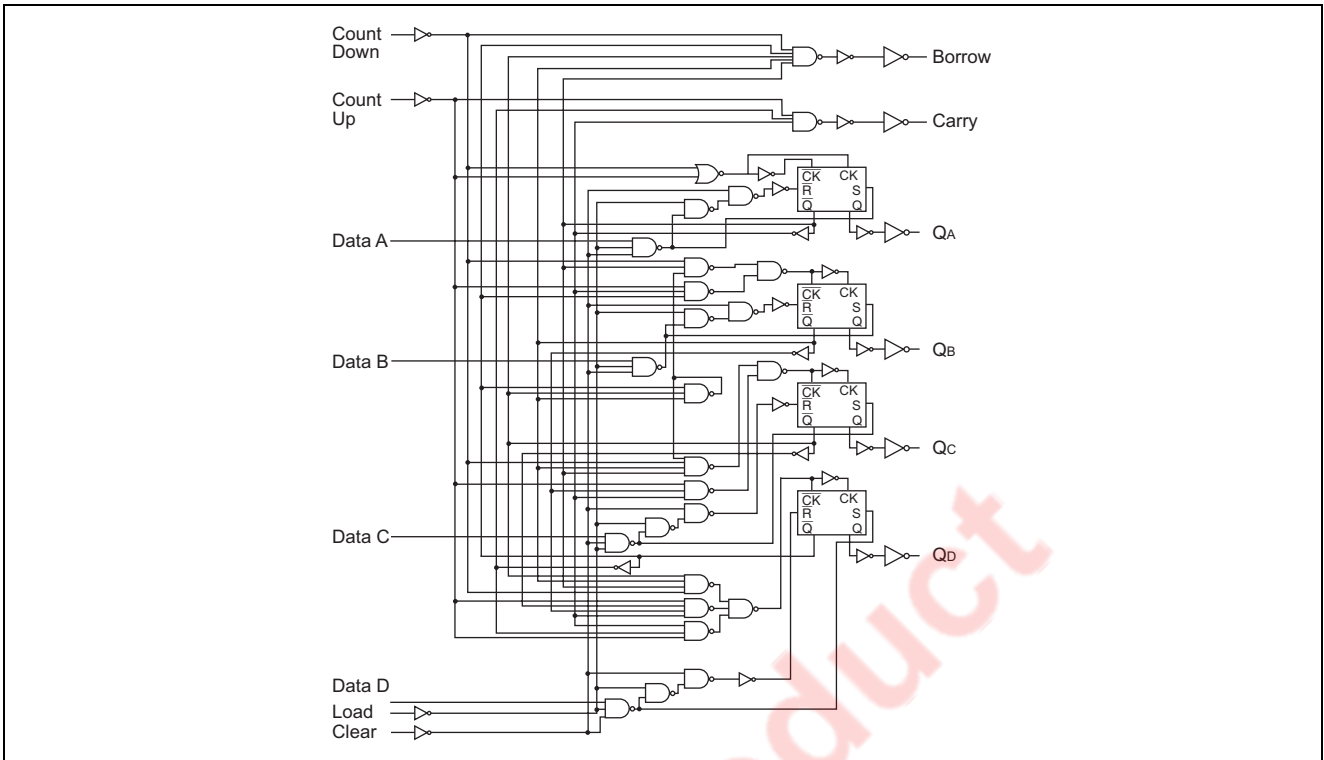 Count
Down
Borrow
Count
Up
Carry
CK CK
R S
Q Q
QA
Data A
CK CK
R S
Q Q
QB
Data B
CK CK
R S
Q Q
QC
CK CK
R S
Q Q
Data C
QD
Data D
Load
Clear
oduct